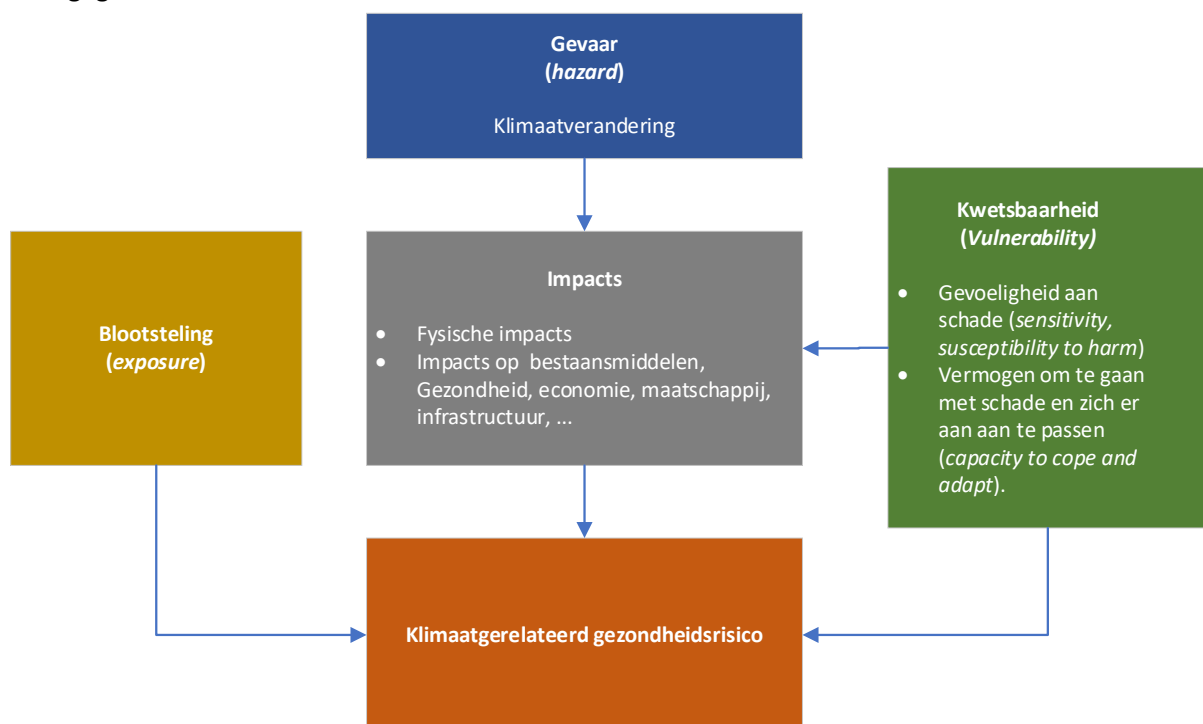 Gevaar
(hazard)
Klimaatverandering
Kwetsbaarheid
(Vulnerability)
• Gevoeligheid aan
schade (sensitivity,
susceptibility to harm)
• Vermogen om te gaan
met schade en zich er
aan aan te passen
(capacity to cope and
adapt).
Blootsteling
(exposure)
Impacts
• Fysische impacts
• Impacts op bestaansmiddelen,
Gezondheid, economie, maatschappij,
infrastructuur, ...
Klimaatgerelateerd gezondheidsrisico